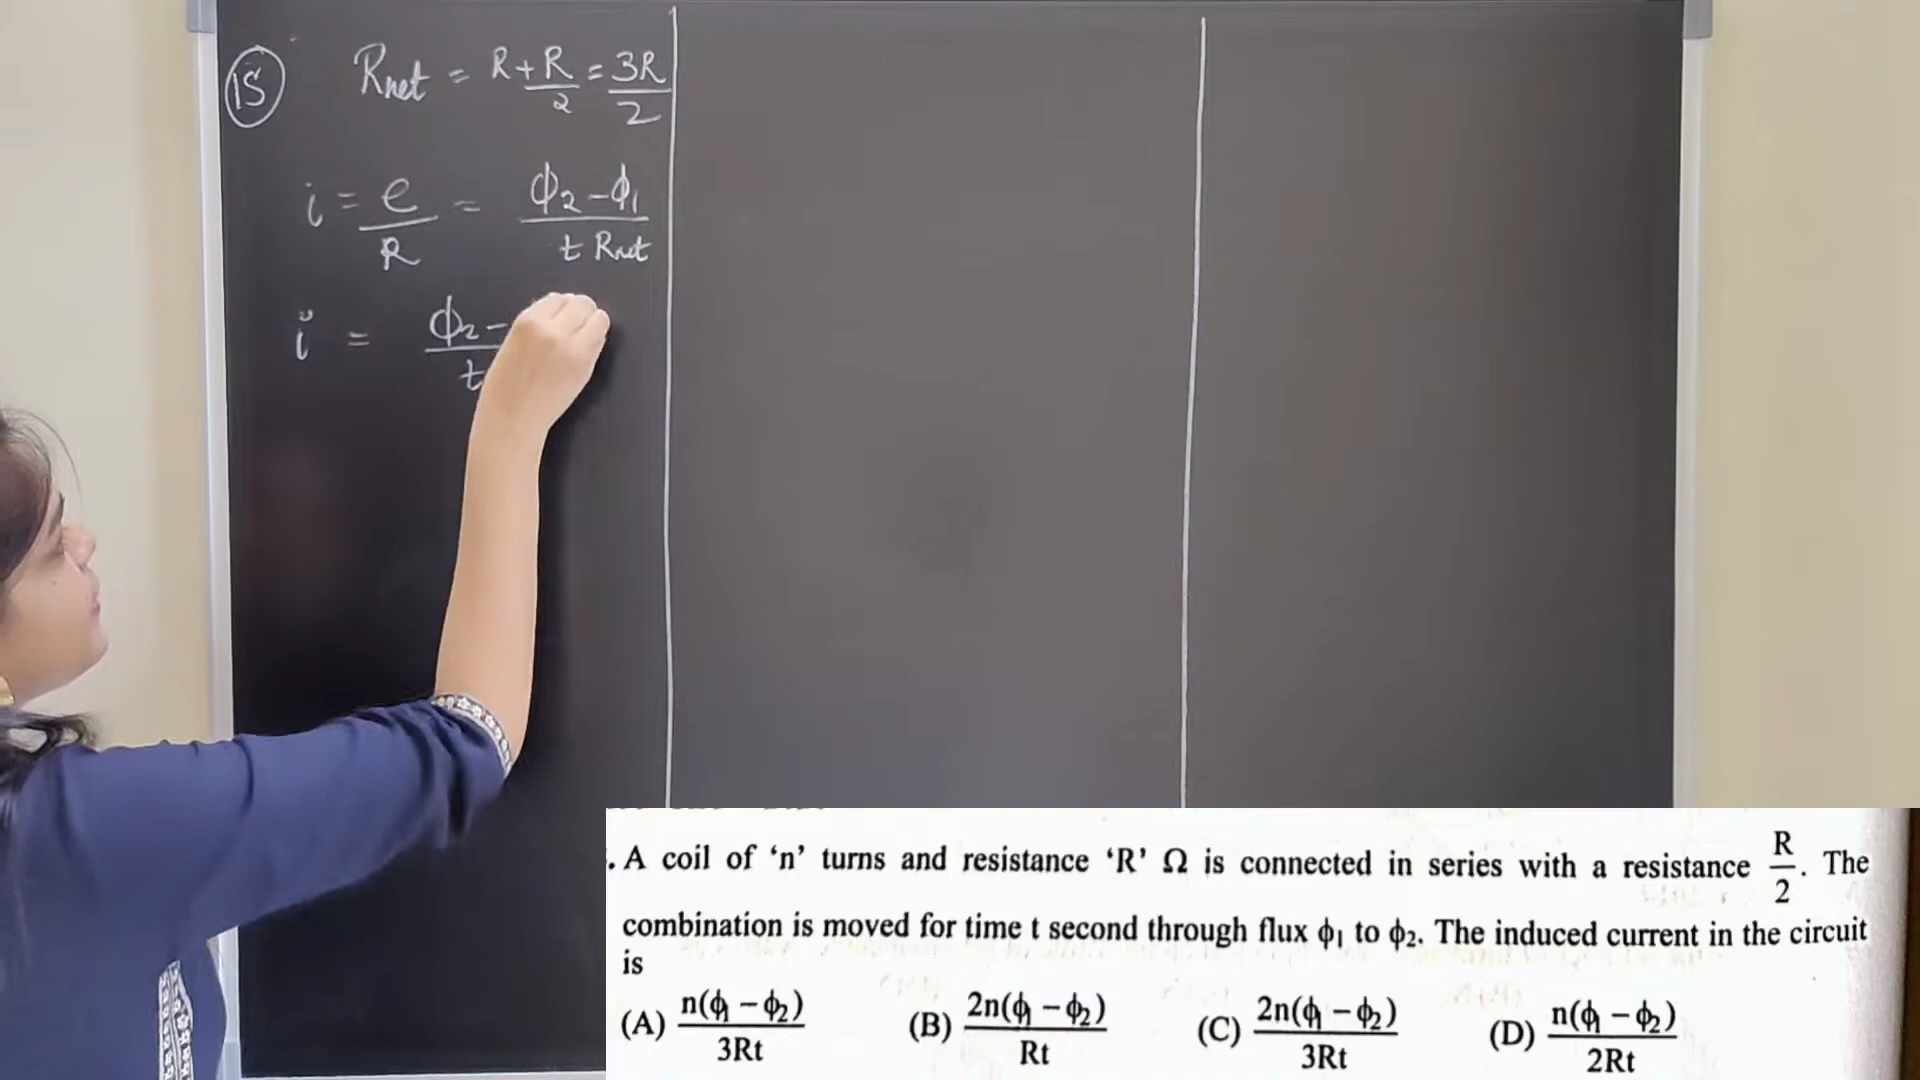 15 Rnet = R + R/2 = 3R/2
i = e/R = ϕ2 – ϕ1 / t Rnet
i = ϕ2 – / t
. A coil of ‘n’ turns and resistance ‘R’ Ω is connected in series with a resistance R/2. The
combination is moved for time t second through flux ϕ1 to ϕ2. The induced current in the circuit
is
(A) n(ϕ1 – ϕ2)/3Rt (B) 2n(ϕ1 – ϕ2)/Rt (C) 2n(ϕ1 – ϕ2)/3Rt (D) n(ϕ1 – ϕ2)/2Rt